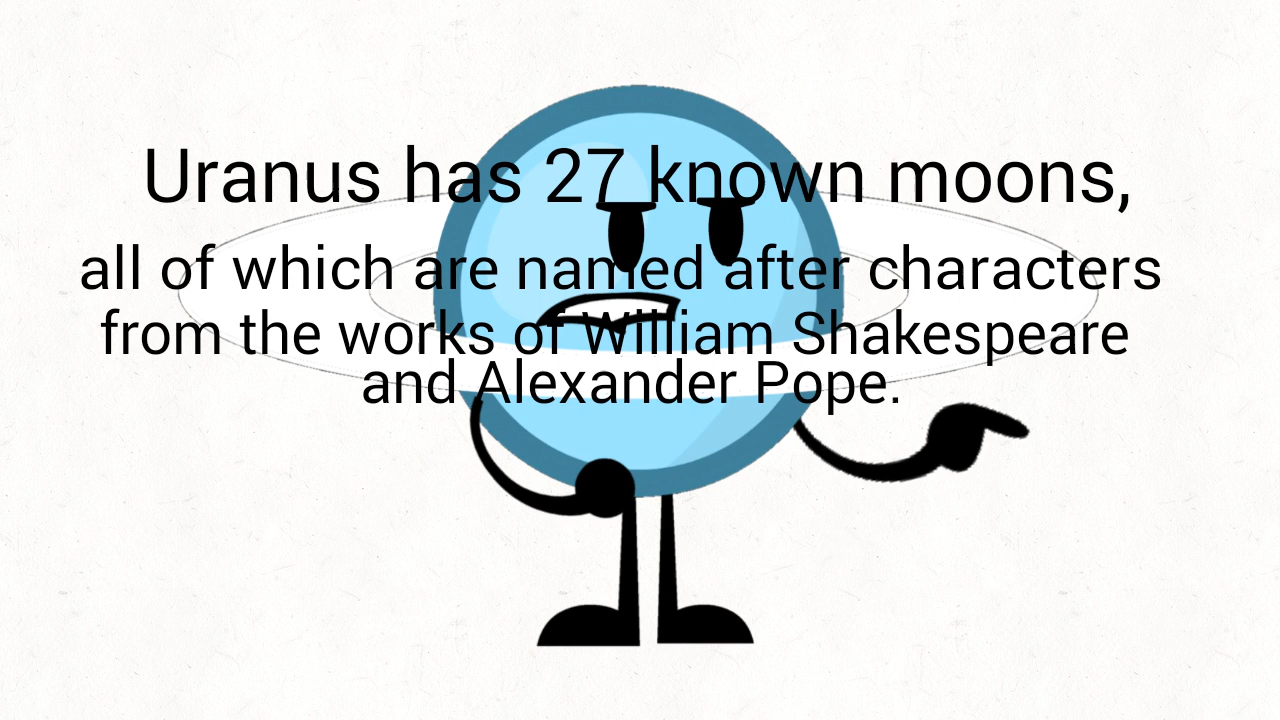 Uranus has 27 known moons,
all of which are named after characters
from the works of William Shakespeare
and Alexander Pope.